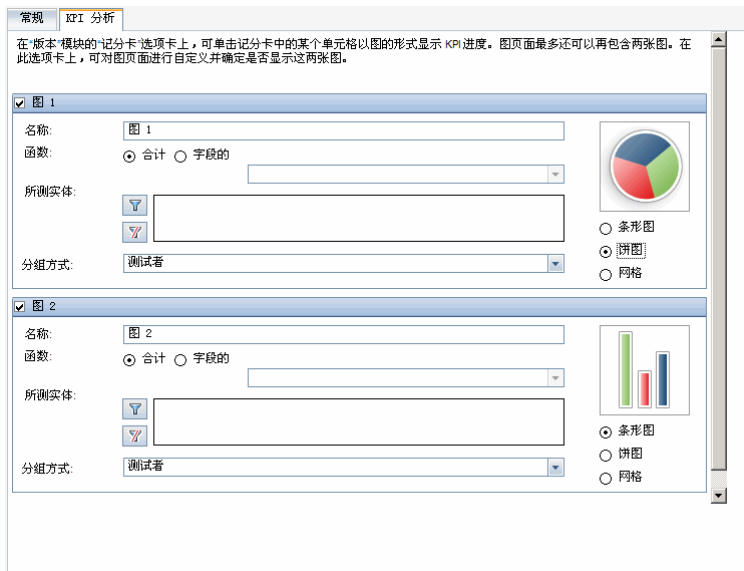 常规
KPI 分析
在"版本"模块的"记分卡"选项卡上，可单击记分卡中的某个单元格以图的形式显示 KPI 进度。图页面最多还可以再包含两张图。在
此选项卡上，可对图页面进行自定义并确定是否显示这两张图。
图 1
名称:
图 1
函数:
合计
字段的
所测实体:
条形图
饼图
网格
分组方式:
测试者
图 2
名称:
图 2
函数:
合计
字段的
所测实体:
条形图
饼图
网格
分组方式:
测试者